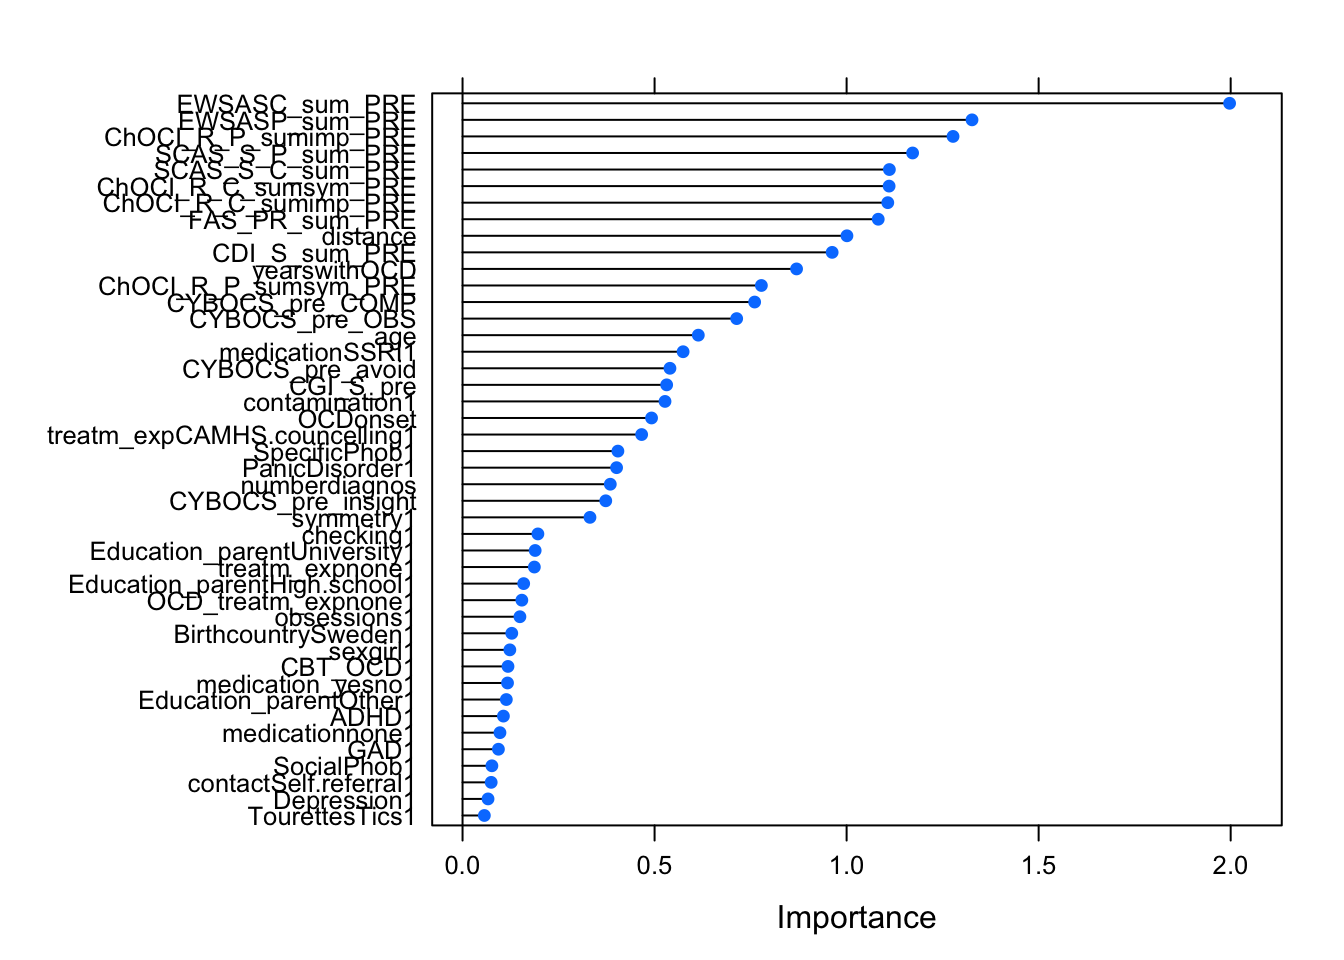 EWSASC_sum_PRE
EWSASP_sum_PRE
ChOCI_R_P_sumimp_PRE
SCAS_S_P_sum_PRE
SCAS_S_C_sum_PRE
ChOCI_R_C_sumsym_PRE
ChOCI_R_C_sumimp_PRE
FAS_PR_sum_PRE
distance
CDI_S_sum_PRE
yearswithOCD
ChOCI_R_P_sumsym_PRE
CYBOCS_pre_COMP
CYBOCS_pre_OBS
age
medicationSSRI1
CYBOCS_pre_avoid
CGI_S_pre
contamination1
OCDonset
treatm_expCAMHS.councelling1
SpecificPhob1
PanicDisorder1
numberdiagnos
CYBOCS_pre_insight
symmetry1
checking1
Education_parentUniversity1
treatm_expnone1
Education_parentHigh.school1
OCD_treatm_expnone1
obsessions1
BirthcountrySweden1
sexgirl1
CBT_OCD1
medication_yesno1
Education_parentOther1
ADHD1
medicationnone1
GAD1
SocialPhob1
contactSelf.referral1
Depression1
TourettesTics1
0.0 0.5 1.0 1.5 2.0
Importance